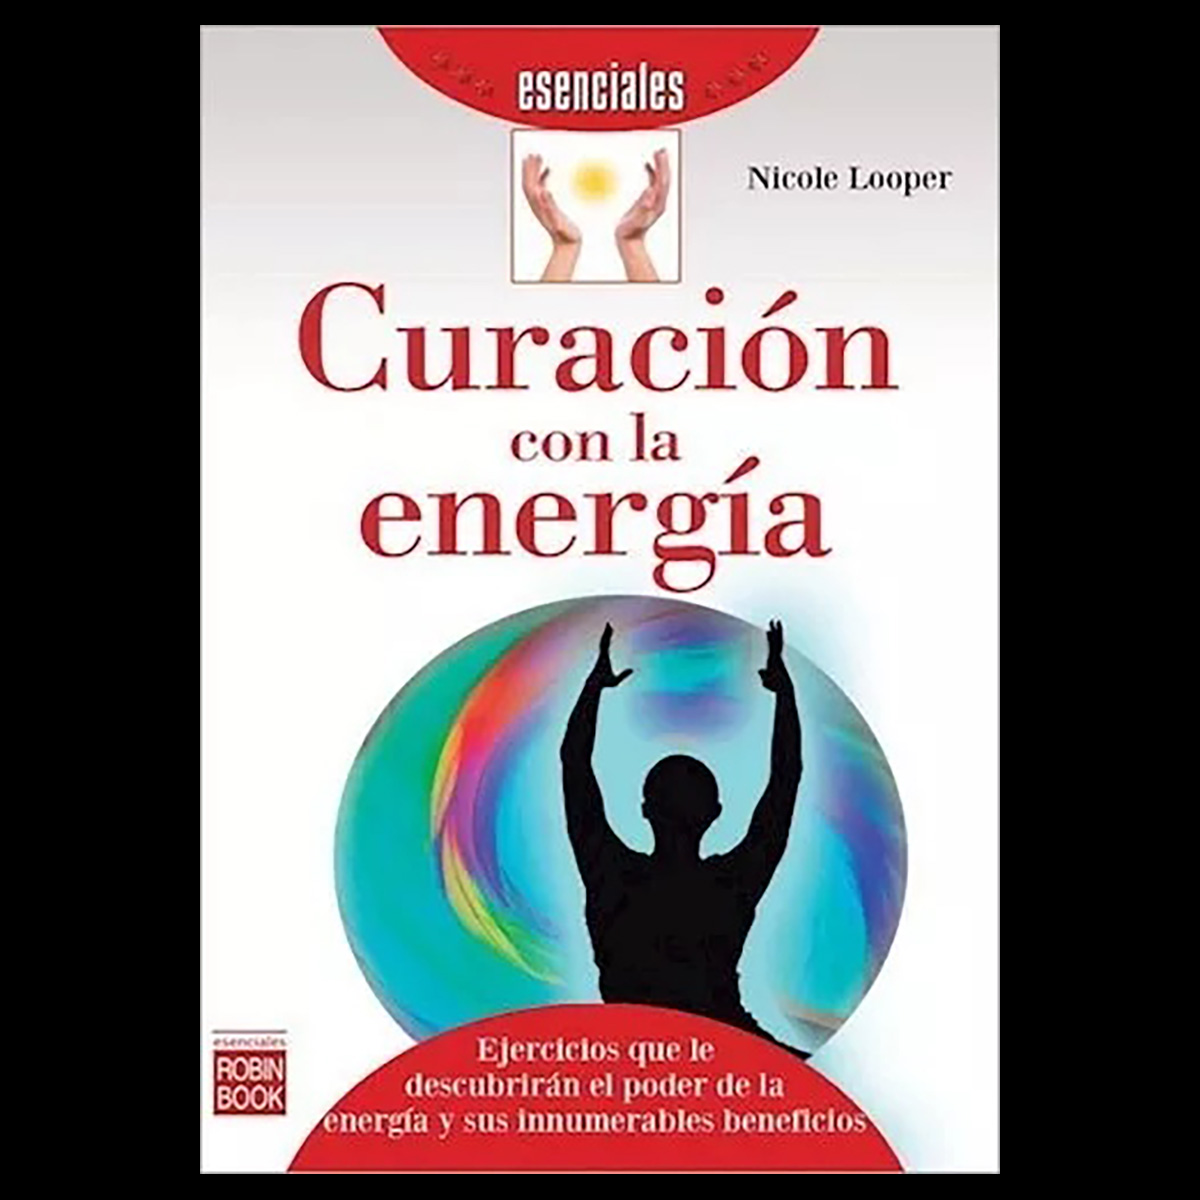 esenciales
Nicole Looper
Curación
con la
energía
Ejercicios que le
descubrirán el poder de la
energía y sus innumerables beneficios
esenciales
ROBIN
BOOK